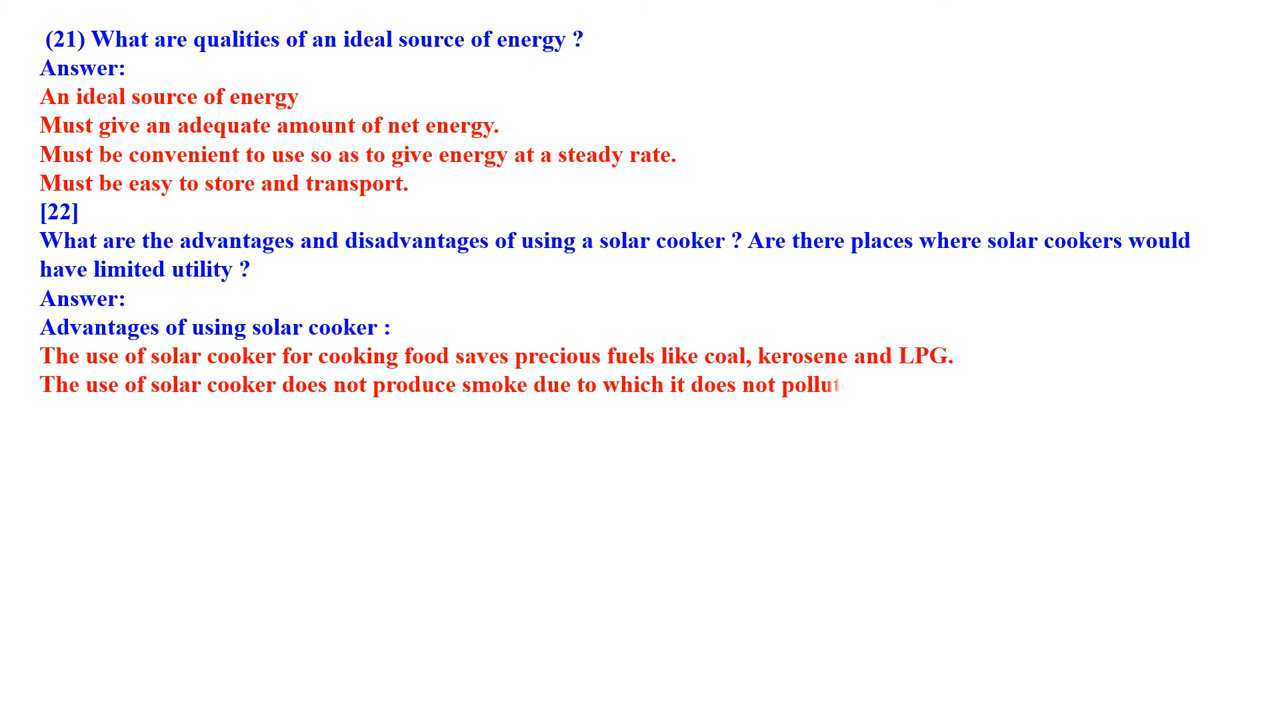 (21) What are qualities of an ideal source of energy ?
Answer:
An ideal source of energy
Must give an adequate amount of net energy.
Must be convenient to use so as to give energy at a steady rate.
Must be easy to store and transport.
[22]
What are the advantages and disadvantages of using a solar cooker ? Are there places where solar cookers would
have limited utility ?
Answer:
Advantages of using solar cooker :
The use of solar cooker for cooking food saves precious fuels like coal, kerosene and LPG.
The use of solar cooker does not produce smoke due to which it does not pollut